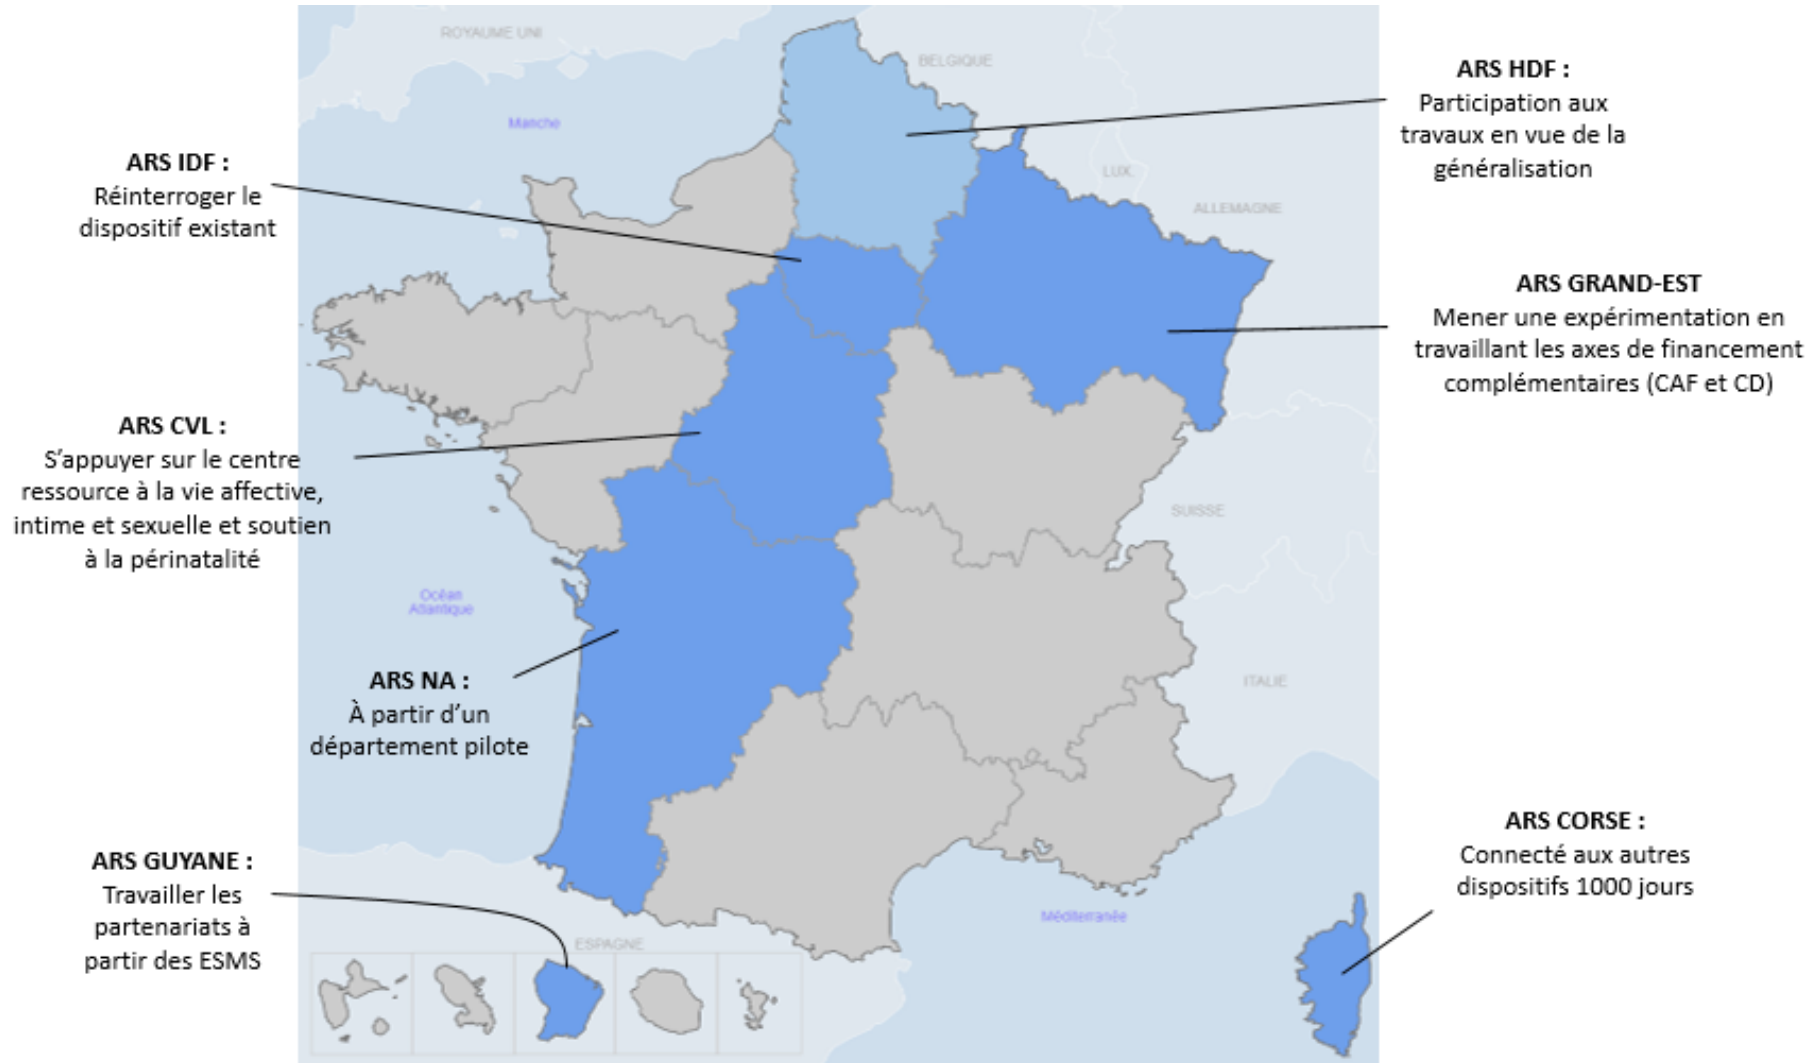 ROYAUME UNI
BELGIQUE
Manche
LUX.
ALLEMAGNE
SUISSE
Océan
Atlantique
ITALIE
Méditerranée
ESPAGNE
ARS IDF :
Réinterroger le
dispositif existant
ARS CVL :
S’appuyer sur le centre
ressource à la vie affective,
intime et sexuelle et soutien
à la périnatalité
ARS NA :
À partir d’un
département pilote
ARS GUYANE :
Travailler les
partenariats à
partir des ESMS
ARS HDF :
Participation aux
travaux en vue de la
généralisation
ARS GRAND-EST
Mener une expérimentation en
travaillant les axes de financement
complémentaires (CAF et CD)
ARS CORSE :
Connecté aux autres
dispositifs 1000 jours